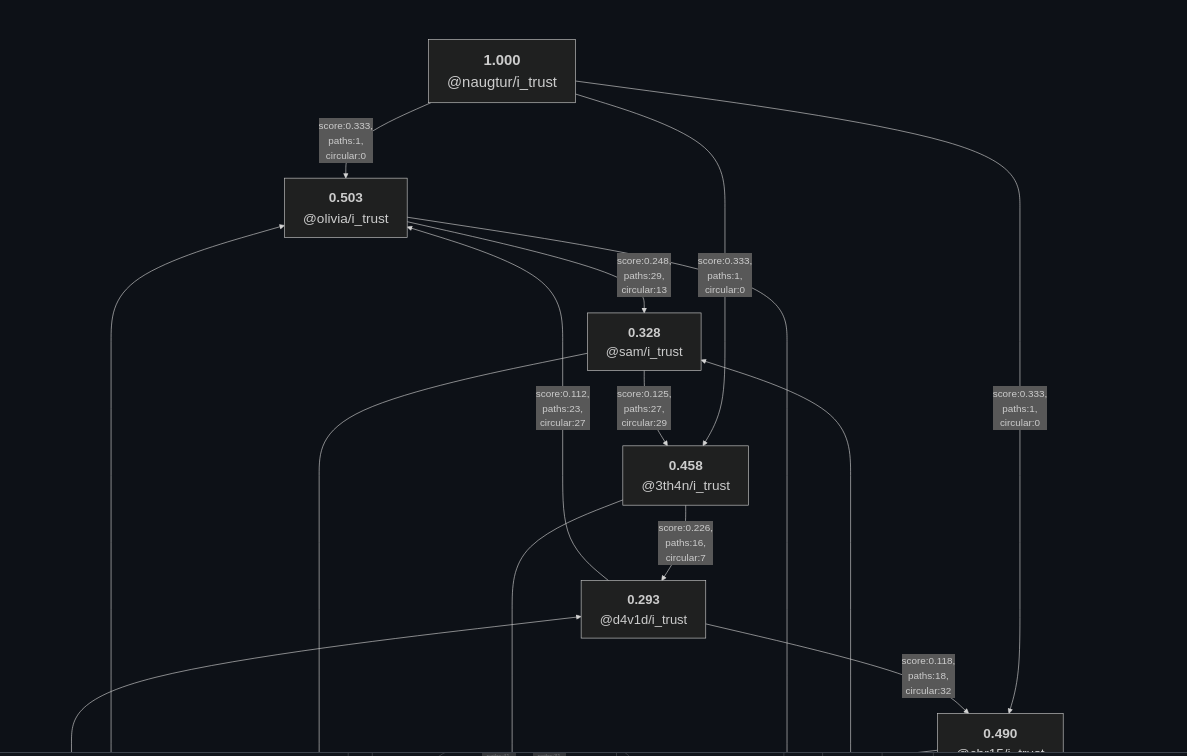 1.000
@naugtur/i_trust
score:0.333,
paths:1,
circular:0
0.503
@olivia/i_trust
score:0.248,
paths:29,
circular:13
score:0.333,
paths:1,
circular:0
0.328
@sam/i_trust
score:0.112,
paths:23,
circular:27
score:0.125,
paths:27,
circular:29
score:0.333,
paths:1,
circular:0
0.458
@3th4n/i_trust
score:0.226,
paths:16,
circular:7
0.293
@d4v1d/i_trust
score:0.118,
paths:18,
circular:32
0.490